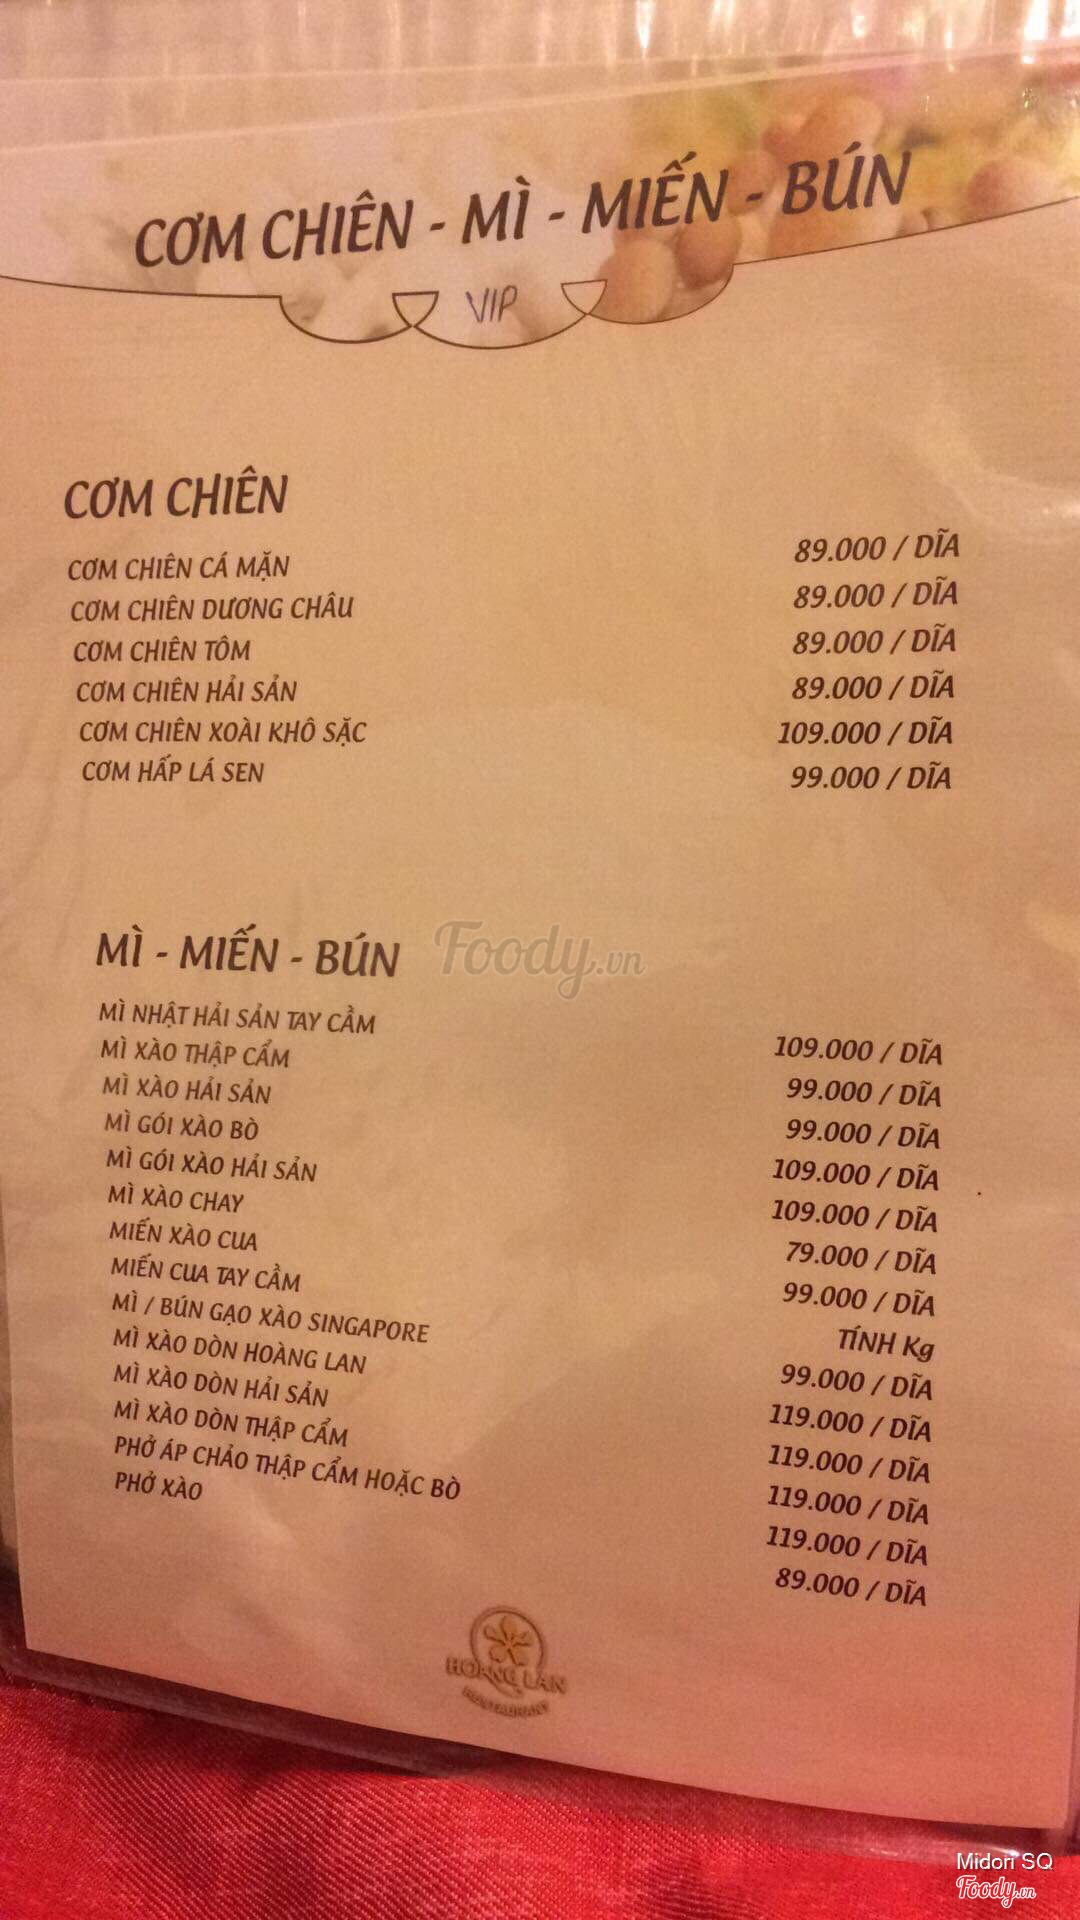 CƠM CHIÊN - MÌ - MIẾN - BÚN
VIP
CƠM CHIÊN
CƠM CHIÊN CÁ MẶN 89.000 / DĨA
CƠM CHIÊN DƯƠNG CHÂU 89.000 / DĨA
CƠM CHIÊN TÔM 89.000 / DĨA
CƠM CHIÊN HẢI SẢN 89.000 / DĨA
CƠM CHIÊN XOÀI KHÔ SẶC 109.000 / DĨA
CƠM HẤP LÁ SEN 99.000 / DĨA
MÌ - MIẾN - BÚN
Foody.vn
MÌ NHẬT HẢI SẢN TAY CẦM 109.000 / DĨA
MÌ XÀO THẬP CẨM 99.000 / DĨA
MÌ XÀO HẢI SẢN 99.000 / DĨA
MÌ GÓI XÀO BÒ 109.000 / DĨA
MÌ GÓI XÀO HẢI SẢN 109.000 / DĨA
MÌ XÀO CHAY 79.000 / DĨA
MIẾN XÀO CUA 99.000 / DĨA
MIẾN CUA TAY CẦM TÍNH Kg
MÌ / BÚN GẠO XÀO SINGAPORE 99.000 / DĨA
MÌ XÀO DÒN HOÀNG LAN 119.000 / DĨA
MÌ XÀO DÒN HẢI SẢN 119.000 / DĨA
MÌ XÀO DÒN THẬP CẨM 119.000 / DĨA
PHỞ ÁP CHẢO THẬP CẨM HOẶC BÒ 119.000 / DĨA
PHỞ XÀO 89.000 / DĨA
HOANG LAN
RESTAURANT
Midori SQ
Foody.vn